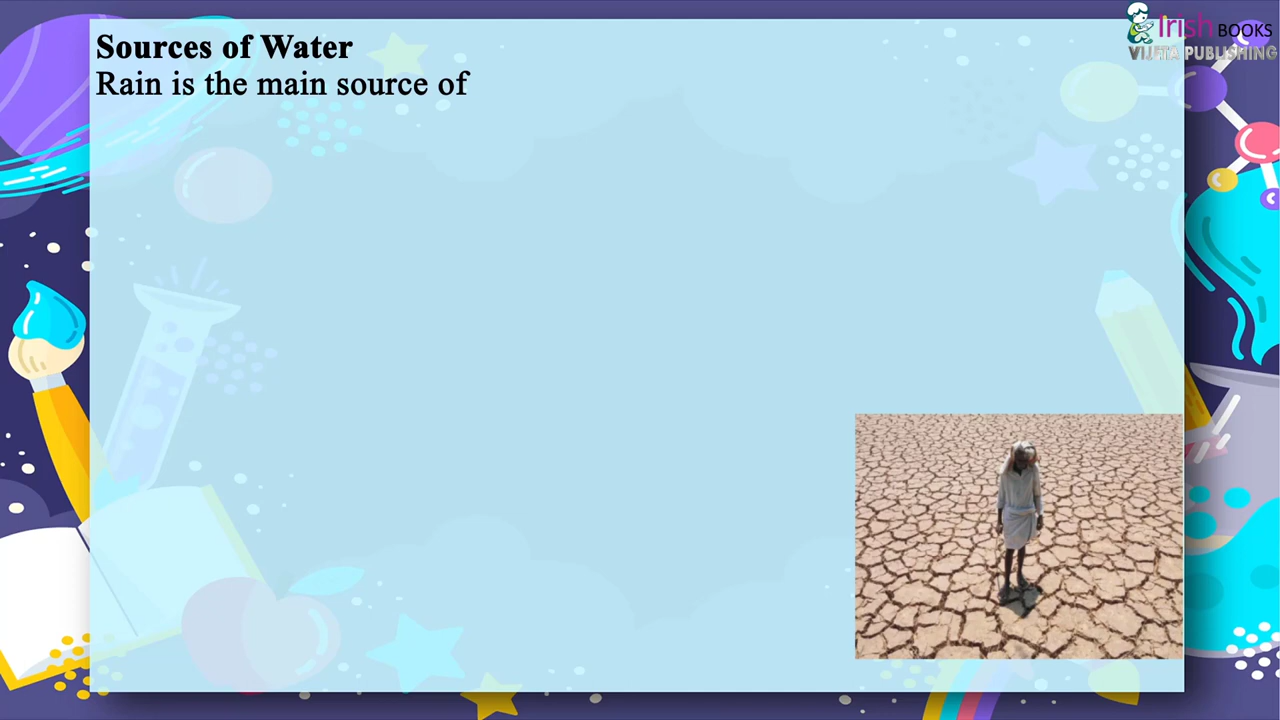 Sources of Water
Rain is the main source of
Irish BOOKS
VIJETA PUBLISHING